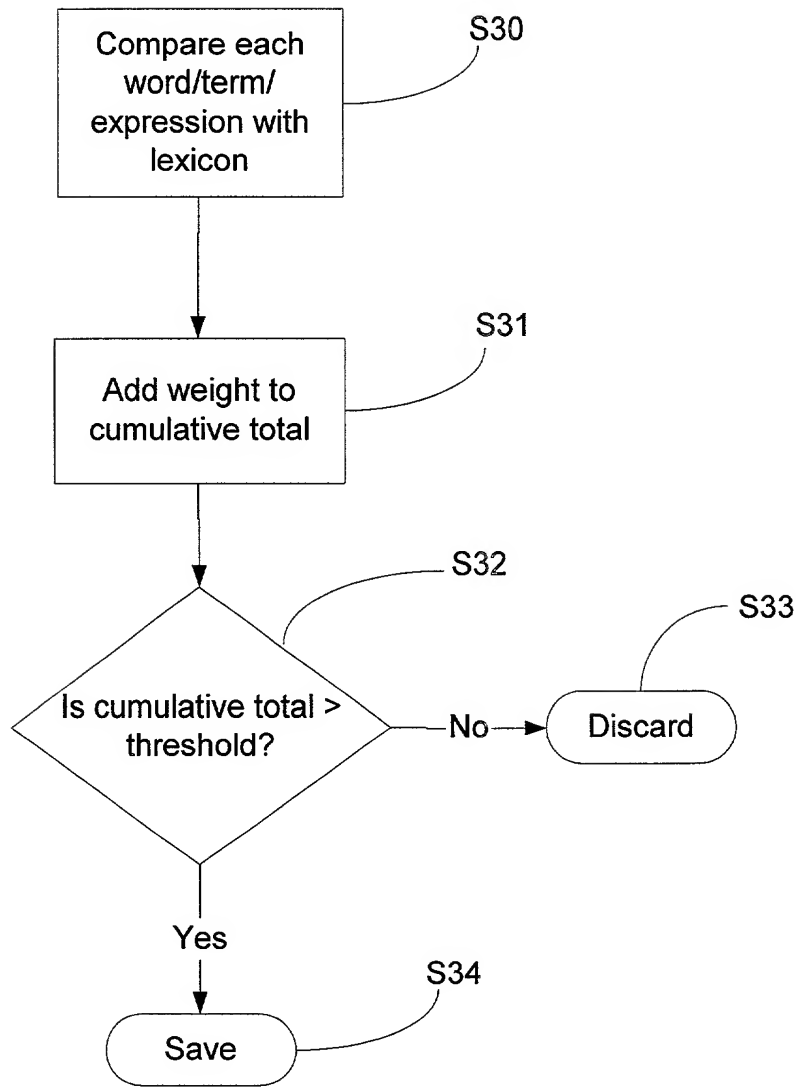 Compare each
word/term/
expression with
lexicon
S30
Add weight to
cumulative total
S31
Is cumulative total >
threshold?
S32
No
Discard
S33
Yes
Save
S34